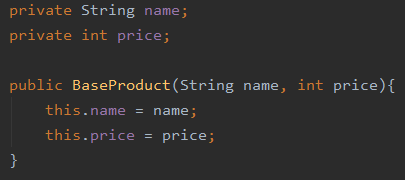 private String name;
private int price;
public BaseProduct(String name, int price){
this.name = name;
this.price = price;
}